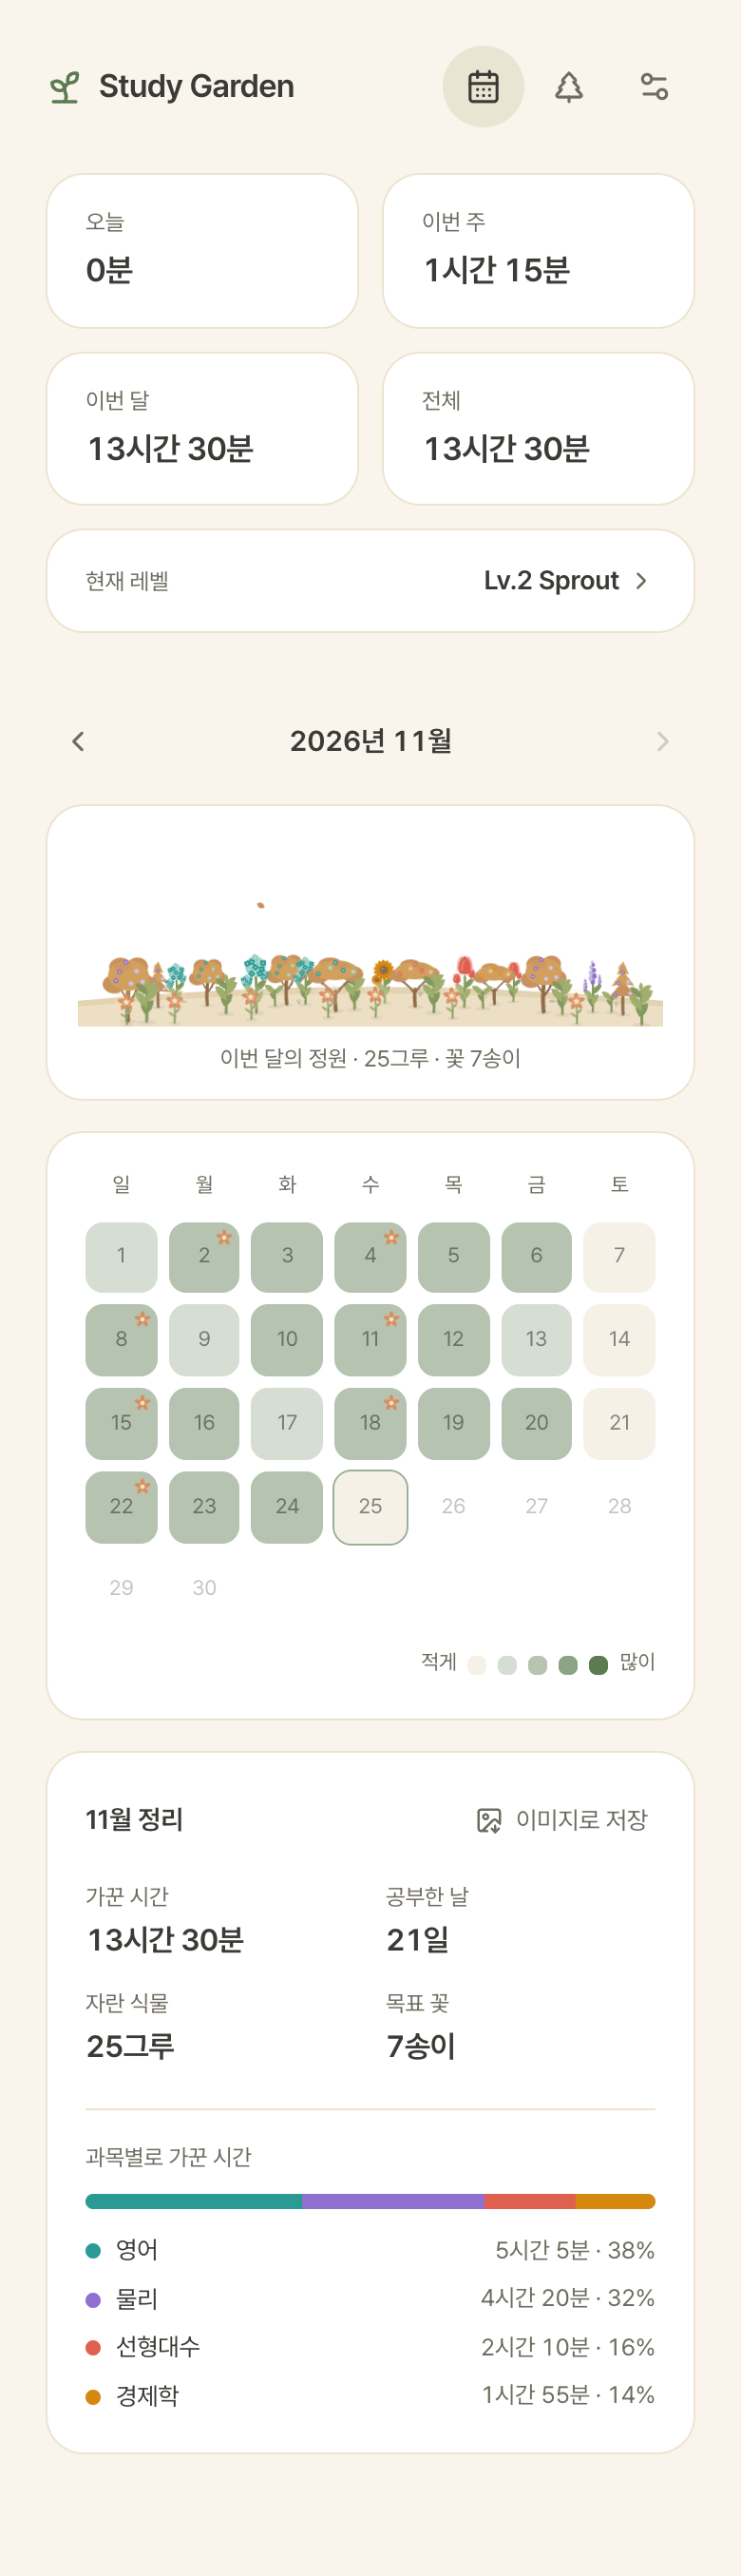 Study Garden
오늘
0분
이번 주
1시간 15분
이번 달
13시간 30분
전체
13시간 30분
현재 레벨
Lv.2 Sprout
2026년 11월
이번 달의 정원 · 25그루 · 꽃 7송이
일 월 화 수 목 금 토
1 2 3 4 5 6 7
8 9 10 11 12 13 14
15 16 17 18 19 20 21
22 23 24 25 26 27 28
29 30
적게 많이
11월 정리
이미지로 저장
가꾼 시간
13시간 30분
공부한 날
21일
자란 식물
25그루
목표 꽃
7송이
과목별로 가꾼 시간
영어 5시간 5분 · 38%
물리 4시간 20분 · 32%
선형대수 2시간 10분 · 16%
경제학 1시간 55분 · 14%